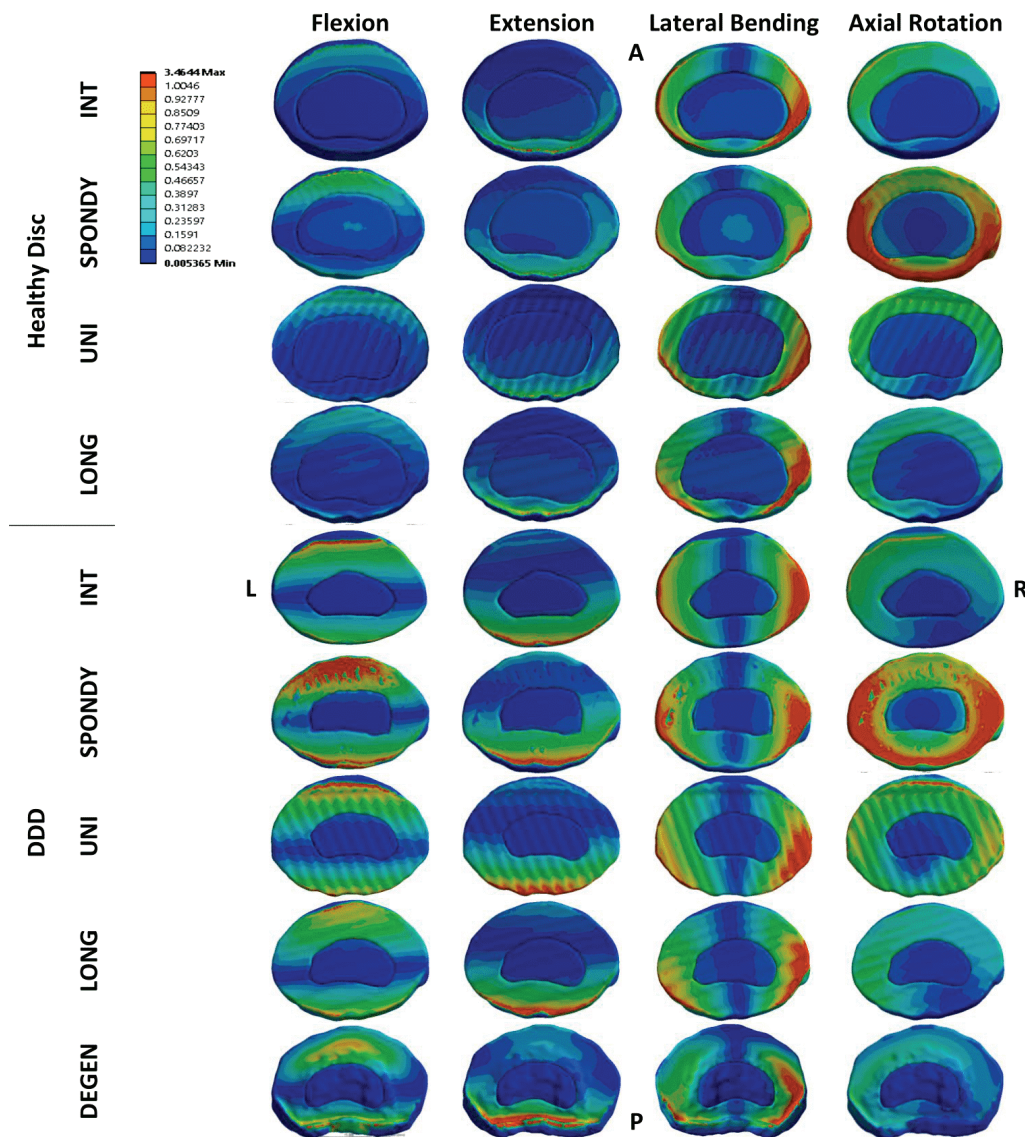 Flexion Extension Lateral Bending Axial Rotation
A
3.4644 Max
1.0046
0.92777
0.8509
0.77403
0.69717
0.6203
0.54343
0.46657
0.3897
0.31283
0.23597
0.1591
0.082232
0.005365 Min
Healthy Disc
INT
SPONDY
UNI
LONG
L
R
DDD
INT
SPONDY
UNI
LONG
DEGEN
P